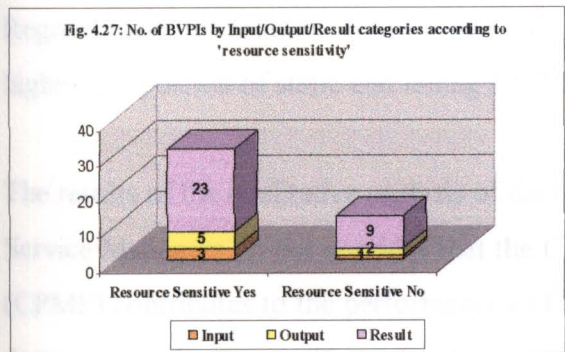 Fig. 4.27: No. of BVPIs by Input/Output/Result categories according to
'resource sensitivity'
40
30
20
10
0
23
5
3
9
2
1
Resource Sensitive Yes
Resource Sensitive No
Input
Output
Result